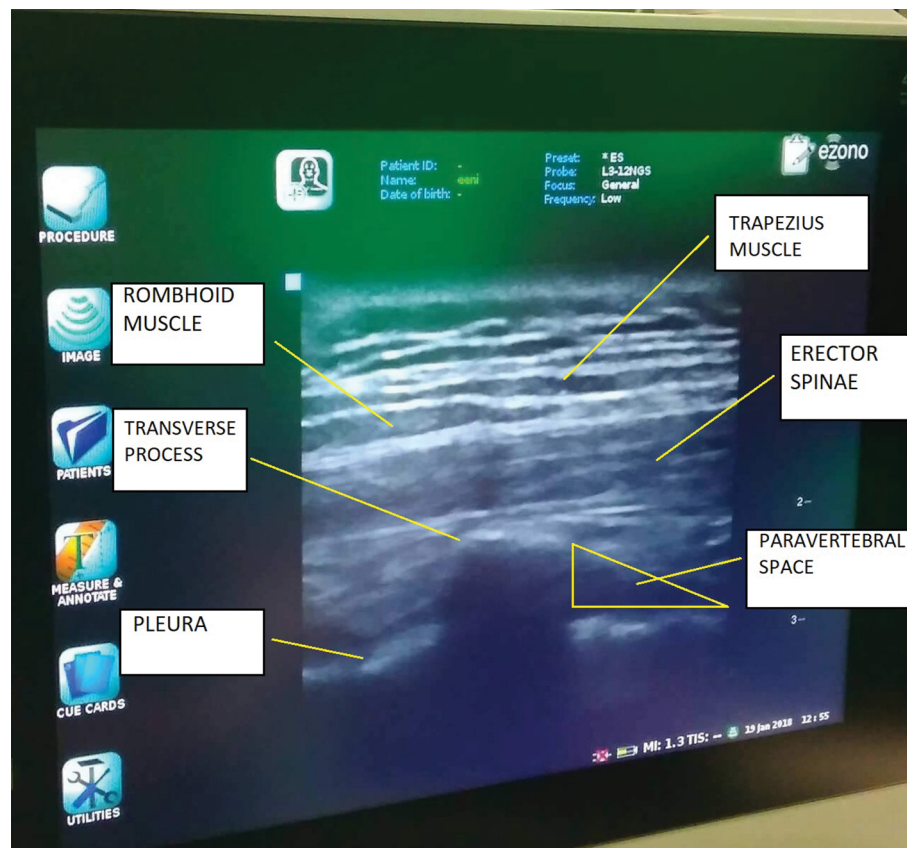 Patient ID: -
Name: eeni
Date of birth: -
Preset: * ES
Probe: L3-12NGS
Focus: General
Frequency: Low
ezono
PROCEDURE
TRAPEZIUS
MUSCLE
ROMBHOID
MUSCLE
IMAGE
ERECTOR
SPINAE
TRANSVERSE
PROCESS
PATIENTS
2
PARAVERTEBRAL
SPACE
MEASURE &
ANNOTATE
PLEURA
3
CUE CARDS
MI: 1.3 TIS: -- 19 Jan 2018 12:55
UTILITIES